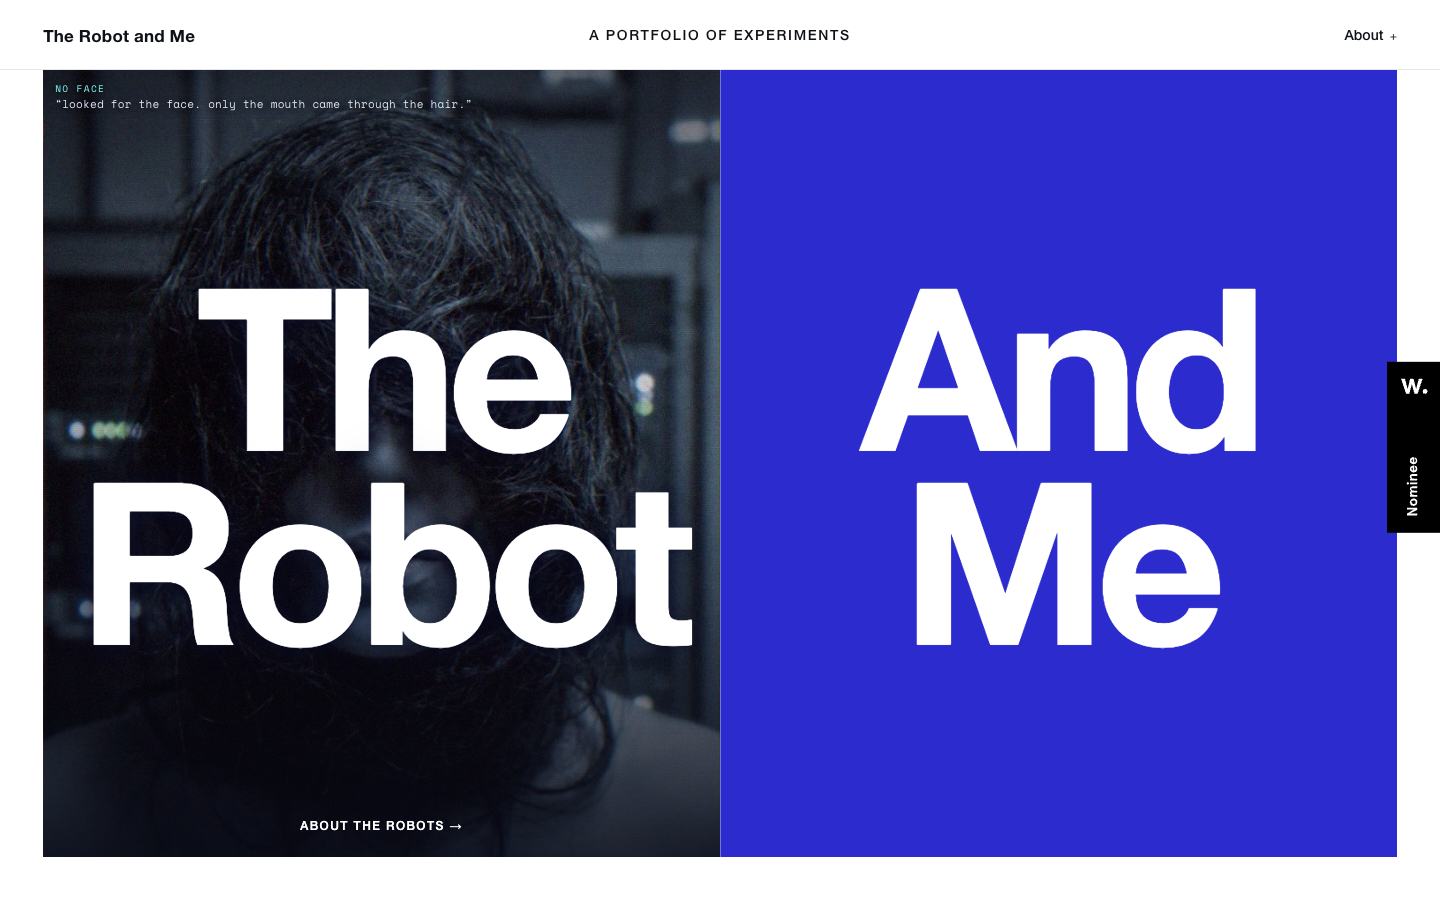 The Robot and Me
A PORTFOLIO OF EXPERIMENTS
About +
NO FACE
“looked for the face. only the mouth came through the hair.”
The
Robot
ABOUT THE ROBOTS →
And
Me
W.
Nominee